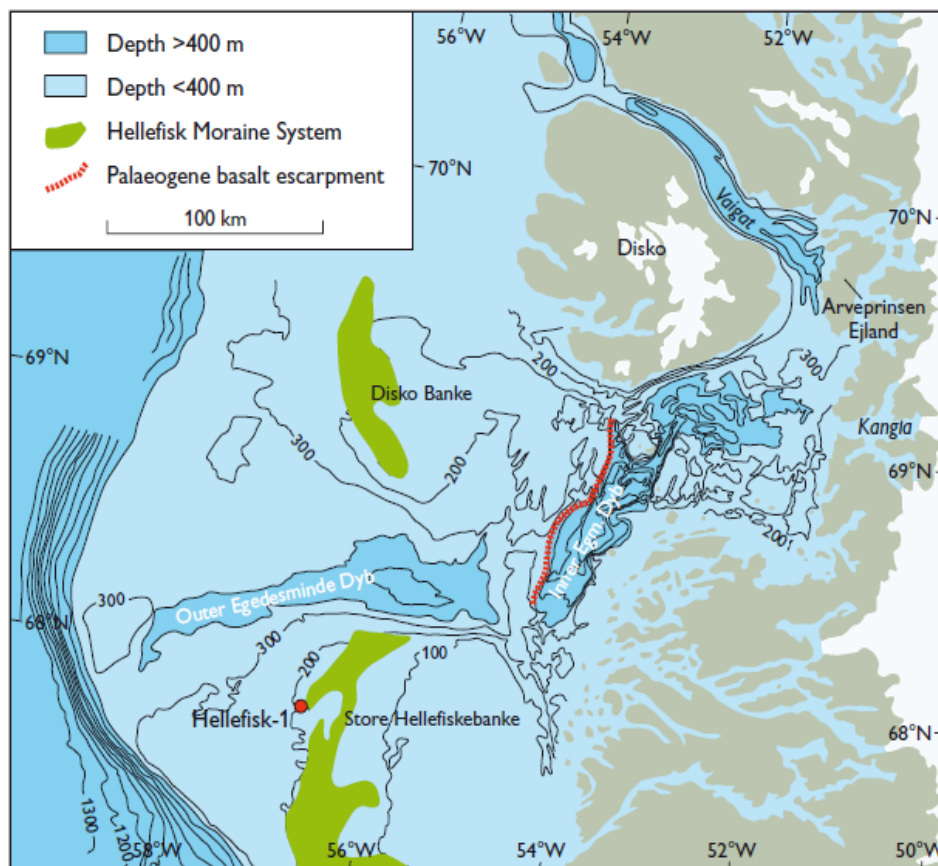 Depth >400 m
Depth <400 m
Hellefisk Moraine System
Palaeogene basalt escarpment
100 km
56°W
54°W
52°W
70°N
70°N
Vaigat
Disko
Arveprinsen
Ejland
69°N
200
300
Disko Banke
Kangia
300
200
69°N
Inner Egm. Dyb
200
Outer Egedesminde Dyb
300
68°N
300
200
100
Hellefisk-1
Store Hellefiskebanke
68°N
1300
1200
58°W
56°W
54°W
52°W
50°W